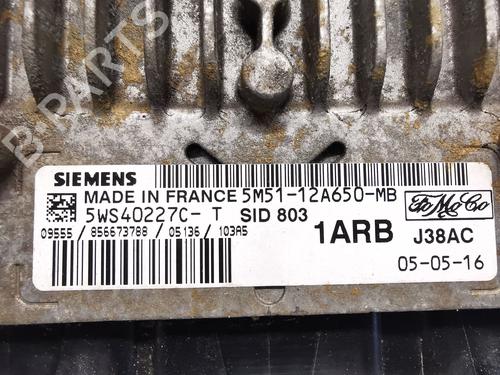 B-PARTS
SIEMENS
MADE IN FRANCE 5M51-12A650-MB
5WS40227C-T SID 803
FoMoCo
09555 / 856673788 / 05136 / 103A5
1ARB J38AC
05-05-16